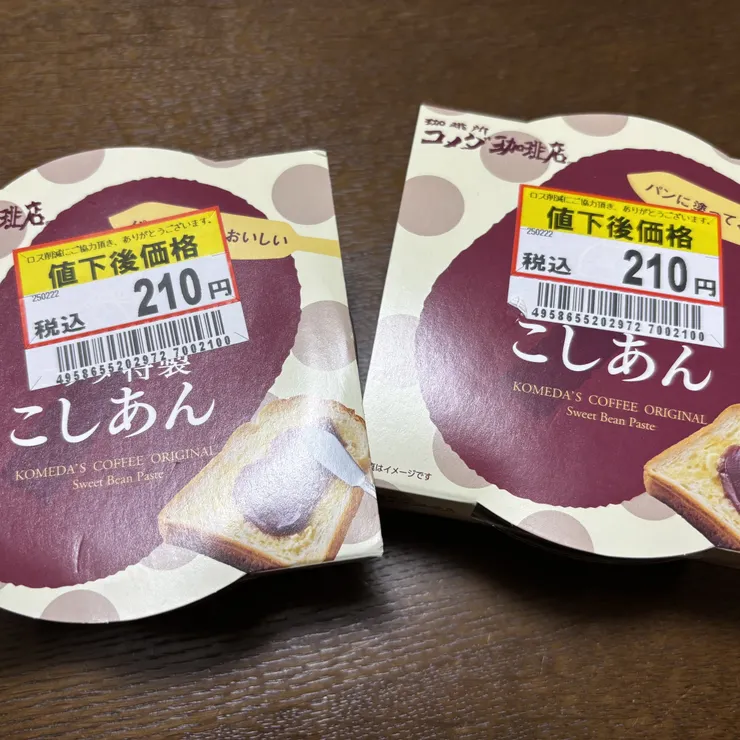 珈琲店
おいしい
ロス削減にご協力頂き、ありがとうございます。
値下後価格
250222
税込 210円
4958655202972 7002100
特製
こしあん
KOMEDA'S COFFEE ORIGINAL
Sweet Bean Paste
珈琲所
コメダ珈琲店
パンに塗って
ロス削減にご協力頂き、ありがとうございます。
値下後価格
250222
税込 210円
4958655202972 7002100
こしあん
KOMEDA'S COFFEE ORIGINAL
Sweet Bean Paste
はイメージです